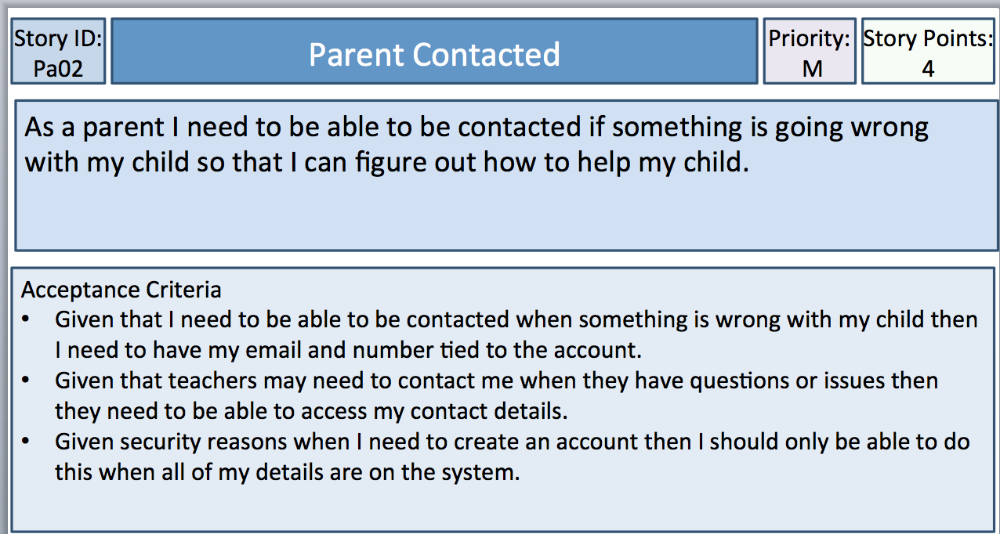 Story ID:
Pa02
Parent Contacted
Priority:
M
Story Points:
4
As a parent I need to be able to be contacted if something is going wrong
with my child so that I can figure out how to help my child.
Acceptance Criteria
• Given that I need to be able to be contacted when something is wrong with my child then
I need to have my email and number tied to the account.
• Given that teachers may need to contact me when they have questions or issues then
they need to be able to access my contact details.
• Given security reasons when I need to create an account then I should only be able to do
this when all of my details are on the system.